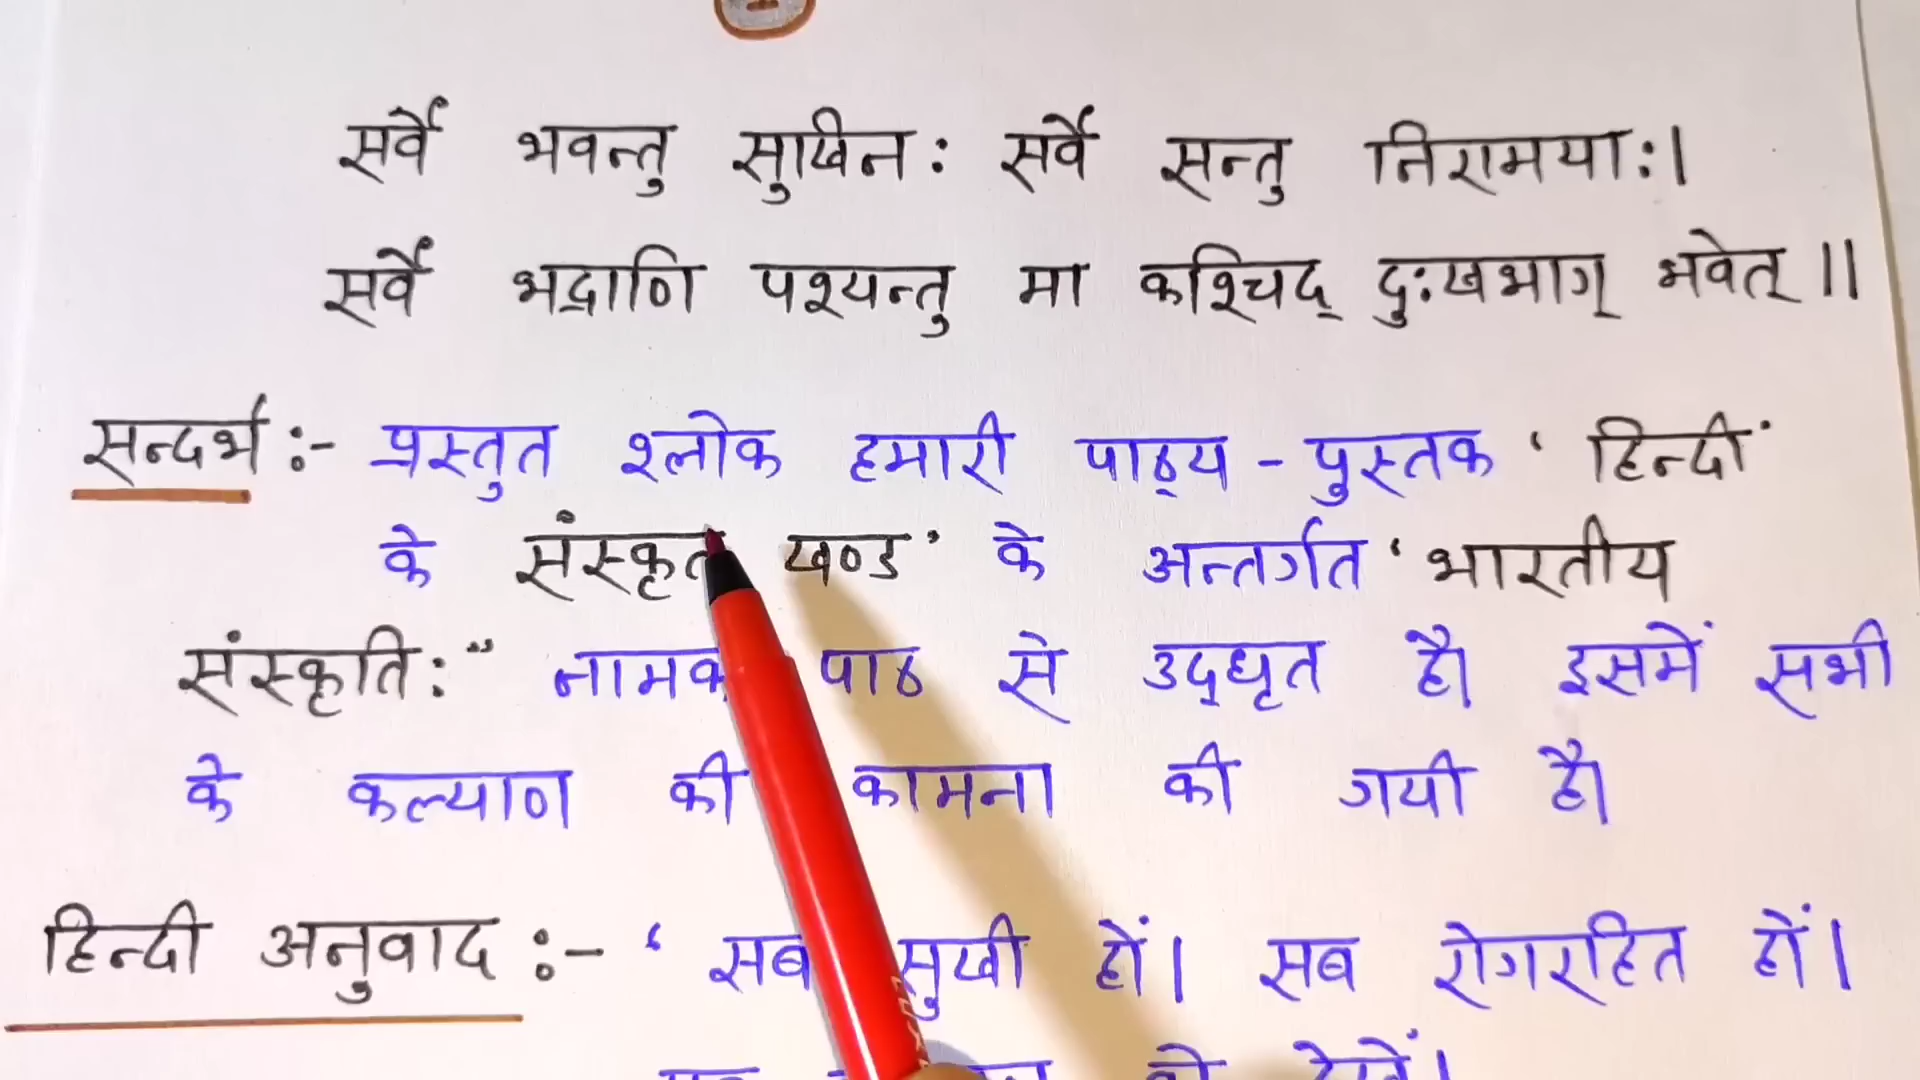 सर्वे भवन्तु सुखिनः सर्वे सन्तु निरामयाः।
सर्वे भद्राणि पश्यन्तु मा कश्चिद् दुःखभाग् भवेत्॥
सन्दर्भ :- प्रस्तुत श्लोक हमारी पाठ्य-पुस्तक 'हिन्दी'
के संस्कृत खण्ड' के अन्तर्गत 'भारतीय
संस्कृतिः" नामक पाठ से उद्धृत है। इसमें सभी
के कल्याण की कामना की गयी है।
हिन्दी अनुवाद :- 'सब सुखी हों। सब रोगरहित हों।